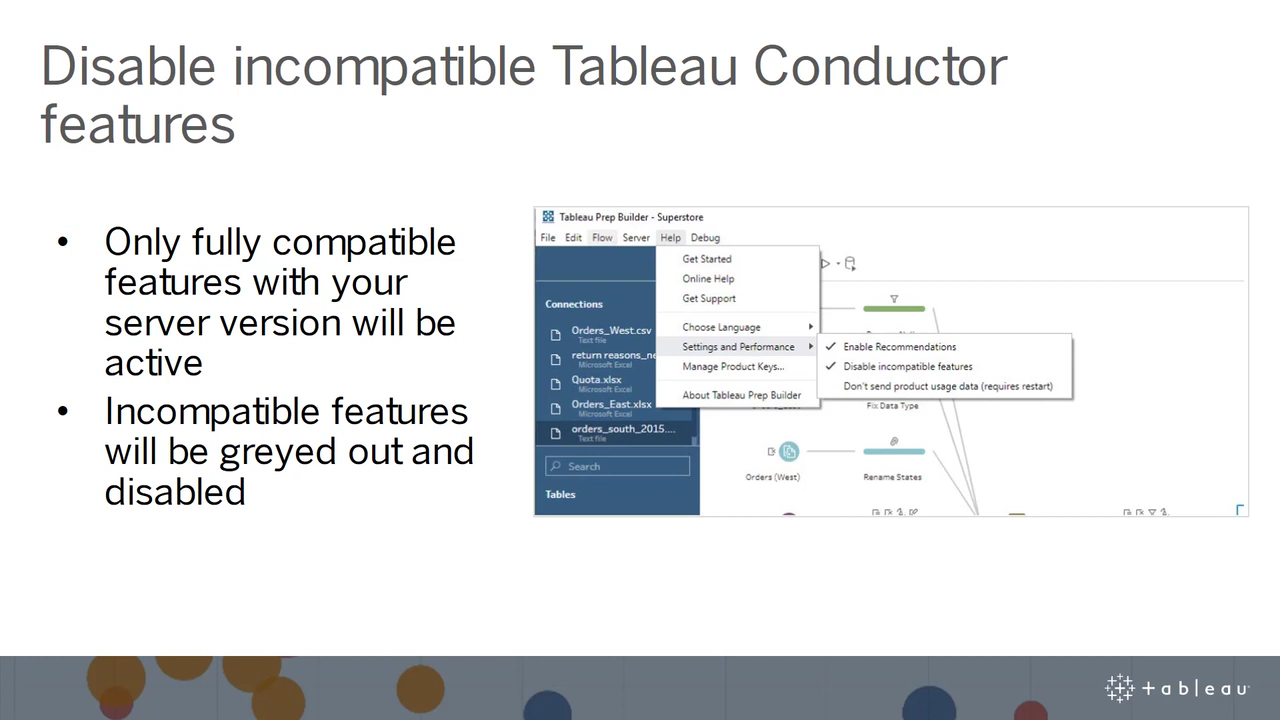 Disable incompatible Tableau Conductor
features
• Only fully compatible
features with your
server version will be
active
• Incompatible features
will be greyed out and
disabled
Tableau Prep Builder - Superstore
File Edit Flow Server Help Debug
Get Started
Online Help
Get Support
Choose Language
Settings and Performance
Manage Product Keys...
About Tableau Prep Builder
Enable Recommendations
Disable incompatible features
Don't send product usage data (requires restart)
Connections
Orders_West.csv
Text file
return reasons_ne
Microsoft Excel
Quota.xlsx
Microsoft Excel
Orders_East.xlsx
Microsoft Excel
orders_south_2015....
Text file
Search
Tables
Fix Data Type
Orders (West)
Rename States
+ableau